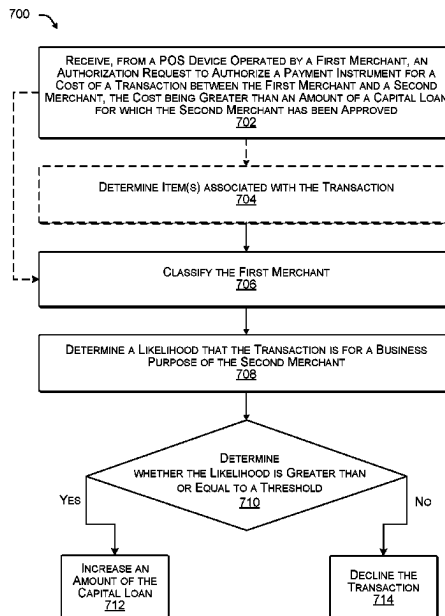 700
RECEIVE, FROM A POS DEVICE OPERATED BY A FIRST MERCHANT, AN
AUTHORIZATION REQUEST TO AUTHORIZE A PAYMENT INSTRUMENT FOR A
COST OF A TRANSACTION BETWEEN THE FIRST MERCHANT AND A SECOND
MERCHANT, THE COST BEING GREATER THAN AN AMOUNT OF A CAPITAL LOAN
FOR WHICH THE SECOND MERCHANT HAS BEEN APPROVED
702
DETERMINE ITEM(S) ASSOCIATED WITH THE TRANSACTION
704
CLASSIFY THE FIRST MERCHANT
706
DETERMINE A LIKELIHOOD THAT THE TRANSACTION IS FOR A BUSINESS
PURPOSE OF THE SECOND MERCHANT
708
DETERMINE
WHETHER THE LIKELIHOOD IS GREATER THAN
OR EQUAL TO A THRESHOLD
710
YES
NO
INCREASE AN
AMOUNT OF THE
CAPITAL LOAN
712
DECLINE THE
TRANSACTION
714